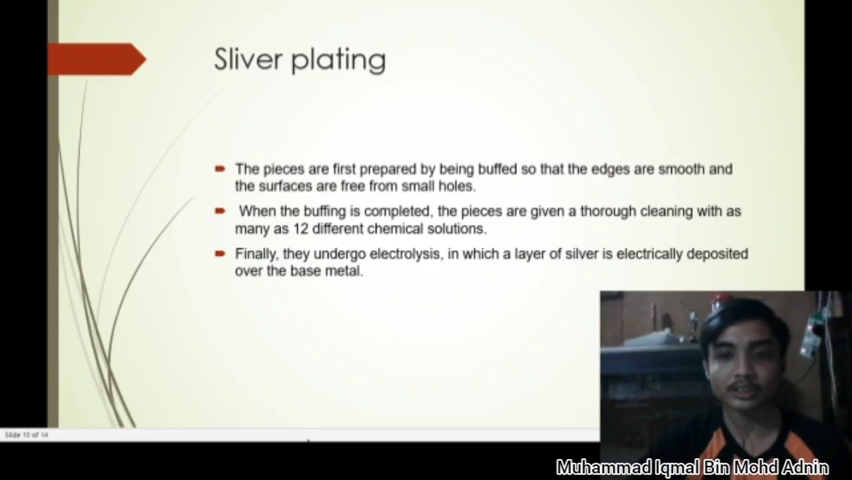 Sliver plating
The pieces are first prepared by being buffed so that the edges are smooth and
the surfaces are free from small holes.
When the buffing is completed, the pieces are given a thorough cleaning with as
many as 12 different chemical solutions.
Finally, they undergo electrolysis, in which a layer of silver is electrically deposited
over the base metal.
Slide 10 of 14
Muhammad Iqmal Bin Mohd Adnin